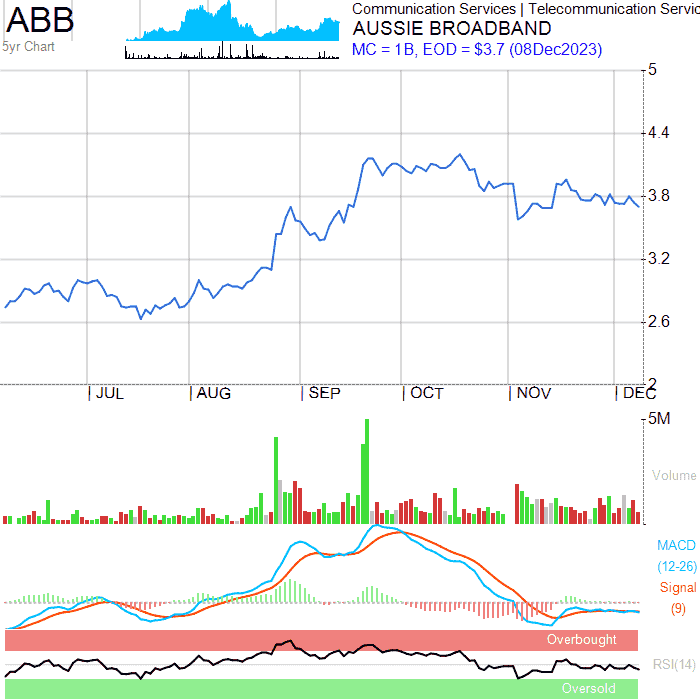 ABB
5yr Chart
Communication Services | Telecommunication Servic
AUSSIE BROADBAND
MC = 1B, EOD = $3.7 (08Dec2023)
5
4.4
3.8
3.2
2.6
2
JUL
AUG
SEP
OCT
NOV
DEC
5M
Volume
MACD
(12-26)
Signal
(9)
Overbought
RSI(14)
Oversold